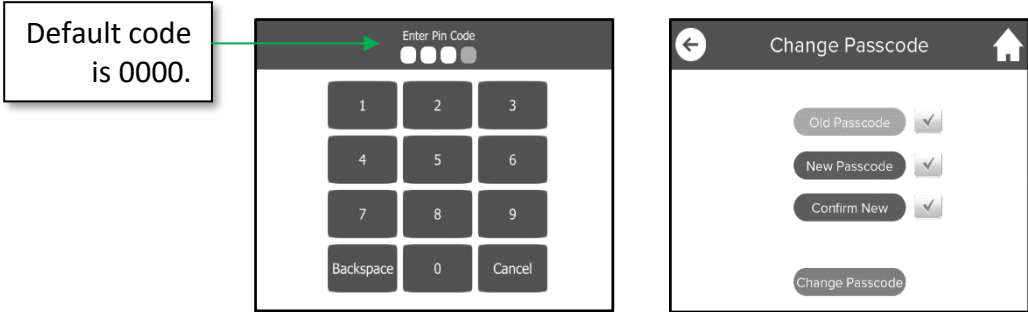 Default code
is 0000.
Enter Pin Code
1 2 3
4 5 6
7 8 9
Backspace 0 Cancel
Change Passcode
Old Passcode
New Passcode
Confirm New
Change Passcode